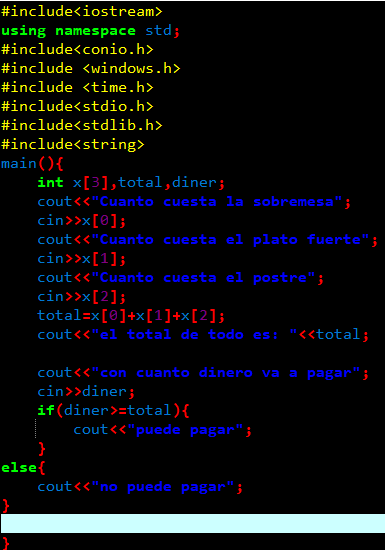 #include<iostream>
using namespace std;
#include<conio.h>
#include <windows.h>
#include <time.h>
#include<stdio.h>
#include<stdlib.h>
#include<string>
main(){
    int x[3],total,diner;
    cout<<"Cuanto cuesta la sobremesa";
    cin>>x[0];
    cout<<"Cuanto cuesta el plato fuerte";
    cin>>x[1];
    cout<<"Cuanto cuesta el postre";
    cin>>x[2];
    total=x[0]+x[1]+x[2];
    cout<<"el total de todo es: "<<total;
    cout<<"con cuanto dinero va a pagar";
    cin>>diner;
    if(diner>=total){
        cout<<"puede pagar";
    }
else{
    cout<<"no puede pagar";
}
}